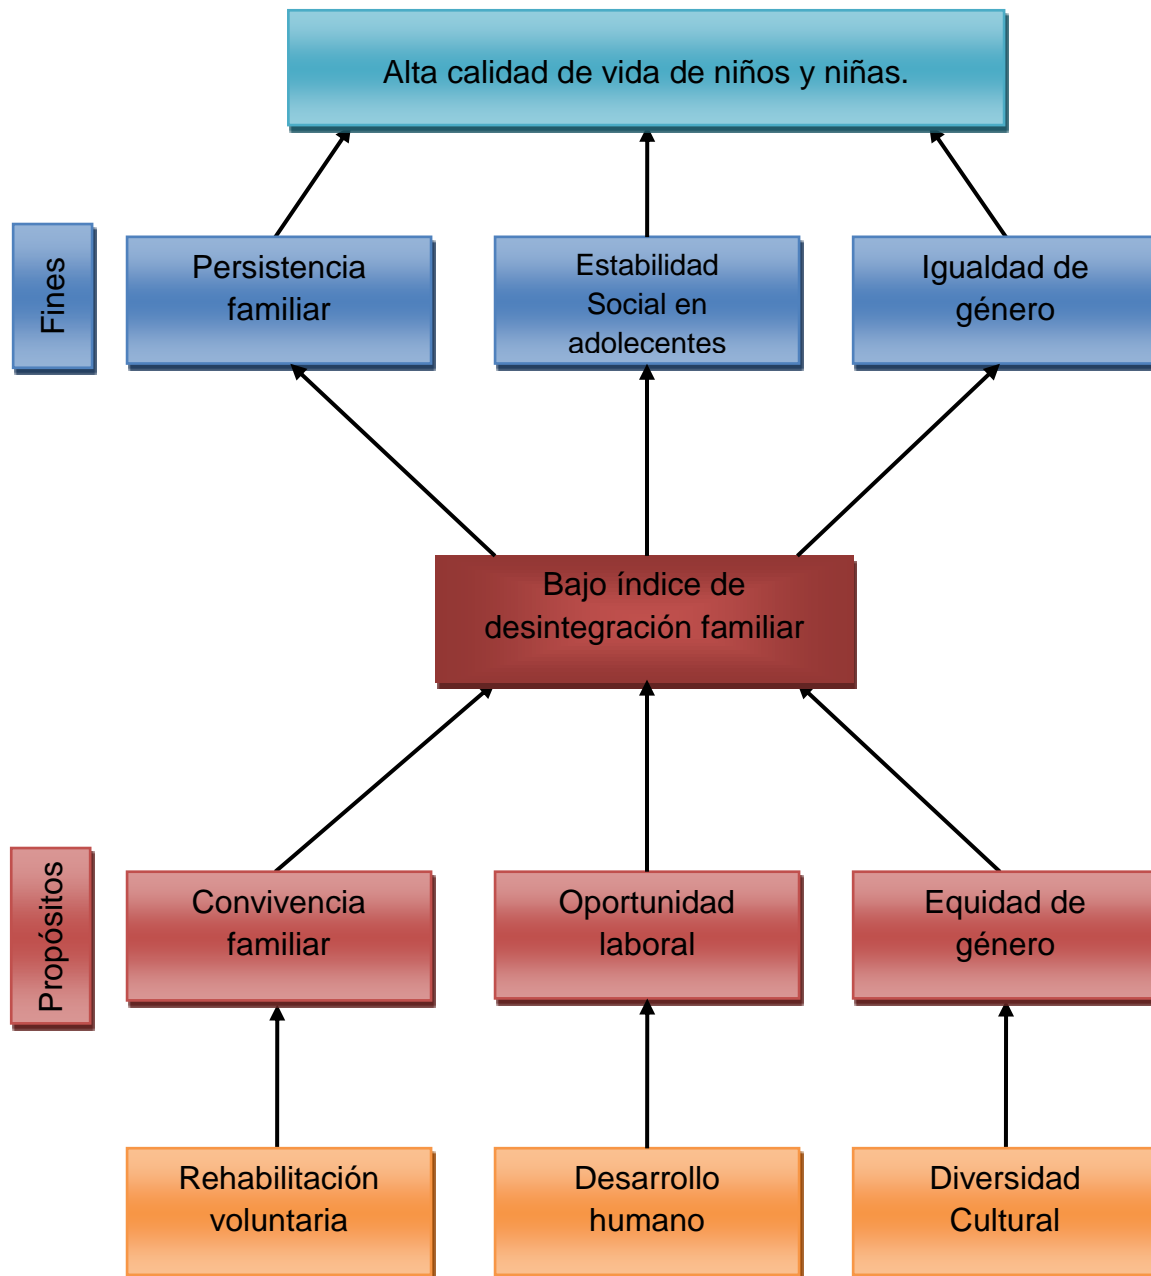 Alta calidad de vida de niños y niñas.
Fines
Persistencia
familiar
Estabilidad
Social en
adolecentes
Igualdad de
género
Bajo índice de
desintegración familiar
Propósitos
Convivencia
familiar
Oportunidad
laboral
Equidad de
género
Rehabilitación
voluntaria
Desarrollo
humano
Diversidad
Cultural